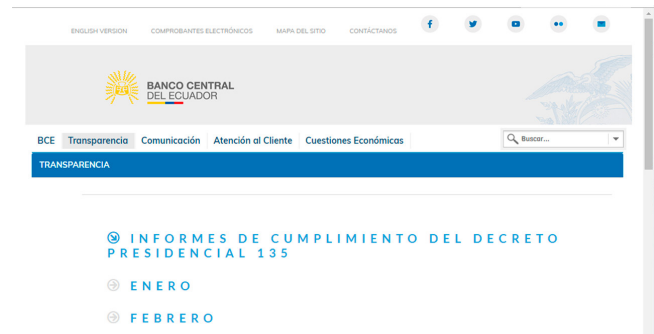 ENGLISH VERSION COMPROBANTES ELECTRÓNICOS MAPA DEL SITIO CONTÁCTANOS
BANCO CENTRAL
DEL ECUADOR
BCE Transparencia Comunicación Atención al Cliente Cuestiones Económicas Buscar...
TRANSPARENCIA
INFORMES DE CUMPLIMIENTO DEL DECRETO
PRESIDENCIAL 135
ENERO
FEBRERO